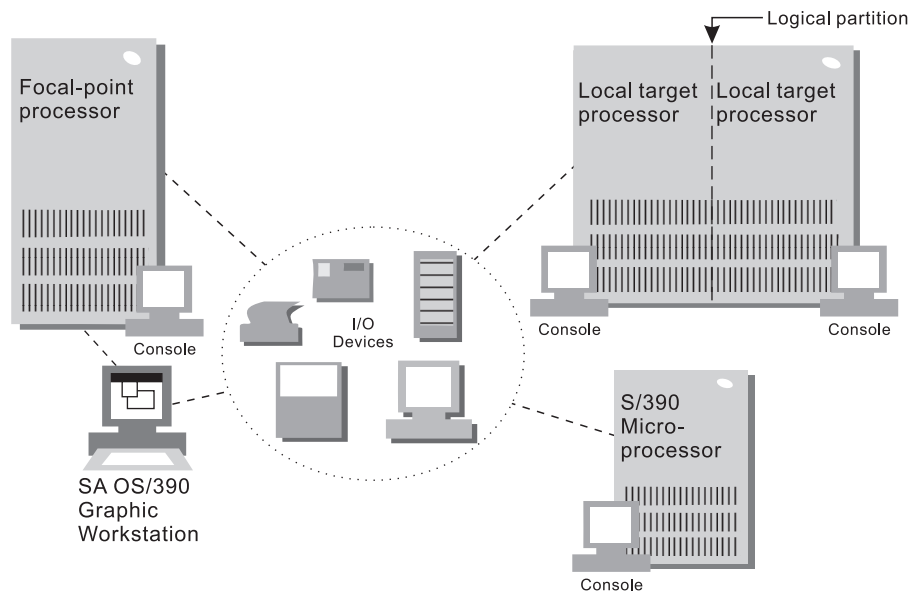 Logical partition
Focal-point
processor
Local target
processor
Local target
processor
I/O
Devices
Console
Console
Console
S/390
Micro-
processor
SA OS/390
Graphic
Workstation
Console